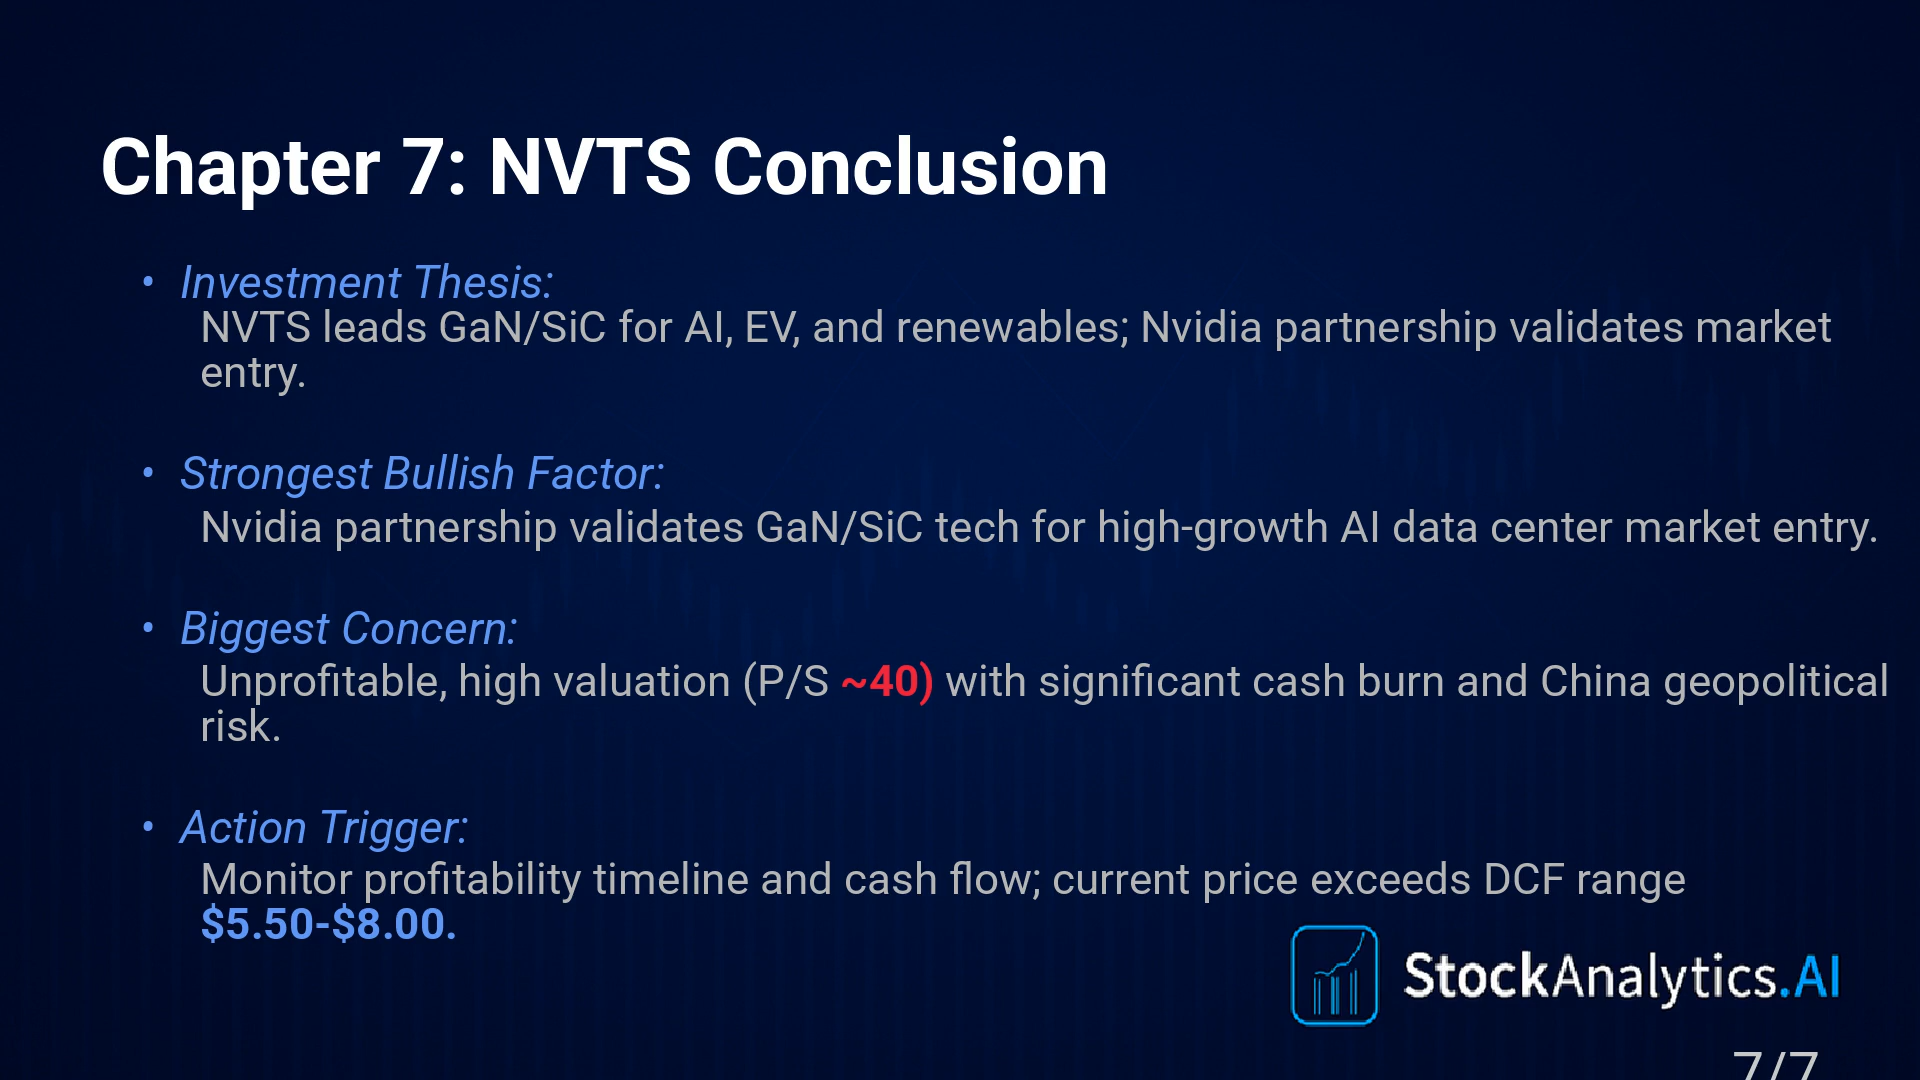 Chapter 7: NVTS Conclusion
• Investment Thesis:
NVTS leads GaN/SiC for AI, EV, and renewables; Nvidia partnership validates market
entry.
• Strongest Bullish Factor:
Nvidia partnership validates GaN/SiC tech for high-growth AI data center market entry.
• Biggest Concern:
Unprofitable, high valuation (P/S ~40) with significant cash burn and China geopolitical
risk.
• Action Trigger:
Monitor profitability timeline and cash flow; current price exceeds DCF range
$5.50-$8.00.
StockAnalytics.AI
7/7